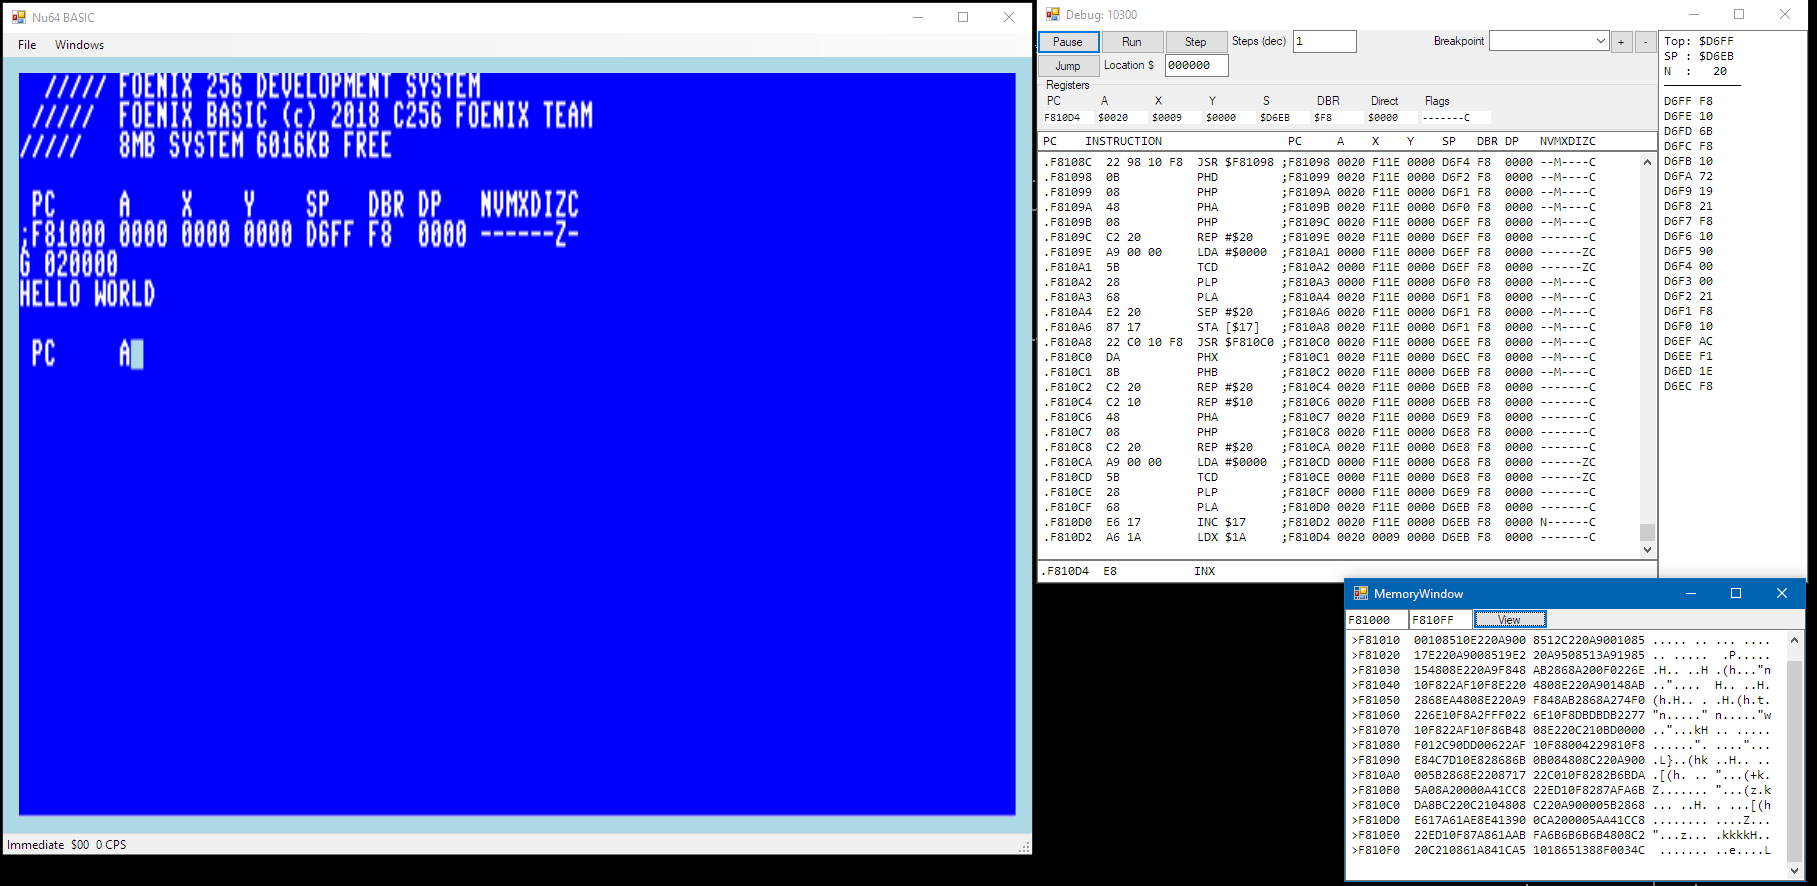 Nu64 BASIC
File Windows
///// FOENIX 256 DEVELOPMENT SYSTEM
///// FOENIX BASIC (c) 2018 C256 FOENIX TEAM
///// 8MB SYSTEM 6016KB FREE
PC A X Y SP DBR DP NVMXDIZC
;F81000 0000 0000 0000 D6FF F8 0000 ------Z-
G 020000
HELLO WORLD
PC A
Immediate $00 0 CPS
Debug: 10300
Pause Run Step Steps (dec) 1 Breakpoint + -
Jump Location $ 000000
Registers
PC A X Y S DBR Direct Flags
F810D4 $0020 $0009 $0000 $D6EB $F8 $0000 -------C
PC INSTRUCTION PC A X Y SP DBR DP NVMXDIZC
.F8108C 22 98 10 F8 JSR $F81098 ;F81098 0020 F11E 0000 D6F4 F8 0000 --M----C
.F81098 0B PHD ;F81099 0020 F11E 0000 D6F2 F8 0000 --M----C
.F81099 08 PHP ;F8109A 0020 F11E 0000 D6F1 F8 0000 --M----C
.F8109A 48 PHA ;F8109B 0020 F11E 0000 D6F0 F8 0000 --M----C
.F8109B 08 PHP ;F8109C 0020 F11E 0000 D6EF F8 0000 --M----C
.F8109C C2 20 REP #$20 ;F8109E 0020 F11E 0000 D6EF F8 0000 -------C
.F8109E A9 00 00 LDA #$0000 ;F810A1 0000 F11E 0000 D6EF F8 0000 ------ZC
.F810A1 5B TCD ;F810A2 0000 F11E 0000 D6EF F8 0000 ------ZC
.F810A2 28 PLP ;F810A3 0000 F11E 0000 D6F0 F8 0000 --M----C
.F810A3 68 PLA ;F810A4 0020 F11E 0000 D6F1 F8 0000 --M----C
.F810A4 E2 20 SEP #$20 ;F810A6 0020 F11E 0000 D6F1 F8 0000 --M----C
.F810A6 87 17 STA [$17] ;F810A8 0020 F11E 0000 D6F1 F8 0000 --M----C
.F810A8 22 C0 10 F8 JSR $F810C0 ;F810C0 0020 F11E 0000 D6EE F8 0000 --M----C
.F810C0 DA PHX ;F810C1 0020 F11E 0000 D6EC F8 0000 --M----C
.F810C1 8B PHB ;F810C2 0020 F11E 0000 D6EB F8 0000 --M----C
.F810C2 C2 20 REP #$20 ;F810C4 0020 F11E 0000 D6EB F8 0000 -------C
.F810C4 C2 10 REP #$10 ;F810C6 0020 F11E 0000 D6EB F8 0000 -------C
.F810C6 48 PHA ;F810C7 0020 F11E 0000 D6E9 F8 0000 -------C
.F810C7 08 PHP ;F810C8 0020 F11E 0000 D6E8 F8 0000 -------C
.F810C8 C2 20 REP #$20 ;F810CA 0020 F11E 0000 D6E8 F8 0000 -------C
.F810CA A9 00 00 LDA #$0000 ;F810CD 0000 F11E 0000 D6E8 F8 0000 ------ZC
.F810CD 5B TCD ;F810CE 0000 F11E 0000 D6E8 F8 0000 ------ZC
.F810CE 28 PLP ;F810CF 0000 F11E 0000 D6E9 F8 0000 -------C
.F810CF 68 PLA ;F810D0 0020 F11E 0000 D6EB F8 0000 -------C
.F810D0 E6 17 INC $17 ;F810D2 0020 F11E 0000 D6EB F8 0000 N------C
.F810D2 A6 1A LDX $1A ;F810D4 0020 0009 0000 D6EB F8 0000 -------C
.F810D4 E8 INX
Top: $D6FF
SP : $D6EB
N : 20
D6FF F8
D6FE 10
D6FD 6B
D6FC F8
D6FB 10
D6FA 72
D6F9 19
D6F8 21
D6F7 F8
D6F6 10
D6F5 90
D6F4 00
D6F3 00
D6F2 21
D6F1 F8
D6F0 10
D6EF AC
D6EE F1
D6ED 1E
D6EC F8
MemoryWindow
F81000 F810FF View
>F81010 00108510E220A900 8512C220A9001085 ..... .. ... ....
>F81020 17E220A9008519E2 20A9508513A91985 .. ..... .P.....
>F81030 154808E220A9F848 AB2868A200F0226E .H.. ..H .(h..."n
>F81040 10F822AF10F8E220 4808E220A90148AB ..".... H.. ..H.
>F81050 2868EA4808E220A9 F848AB2868A274F0 (h.H.. . .H.(h.t.
>F81060 226E10F8A2FFF022 6E10F8DBDBDB2277 "n....." n....."w
>F81070 10F822AF10F86B48 08E220C210BD0000 .."...kH .. .....
>F81080 F012C90DD00622AF 10F88004229810F8 ......". ...."...
>F81090 E84C7D10E828686B 0B084808C220A900 .L}..(hk ..H.. ..
>F810A0 005B2868E2208717 22C010F8282B6BDA .[(h. .. "...(+k.
>F810B0 5A08A20000A41CC8 22ED10F8287AFA6B Z....... "...(z.k
>F810C0 DA8BC220C2104808 C220A900005B2868 ... ..H. . ...[(h
>F810D0 E617A61AE8E41390 0CA200005AA41CC8 ........ ....Z...
>F810E0 22ED10F87A861AAB FA6B6B6B6B4808C2 "...z... .kkkkH..
>F810F0 20C210861A841CA5 1018651388F0034C ....... ..e....L